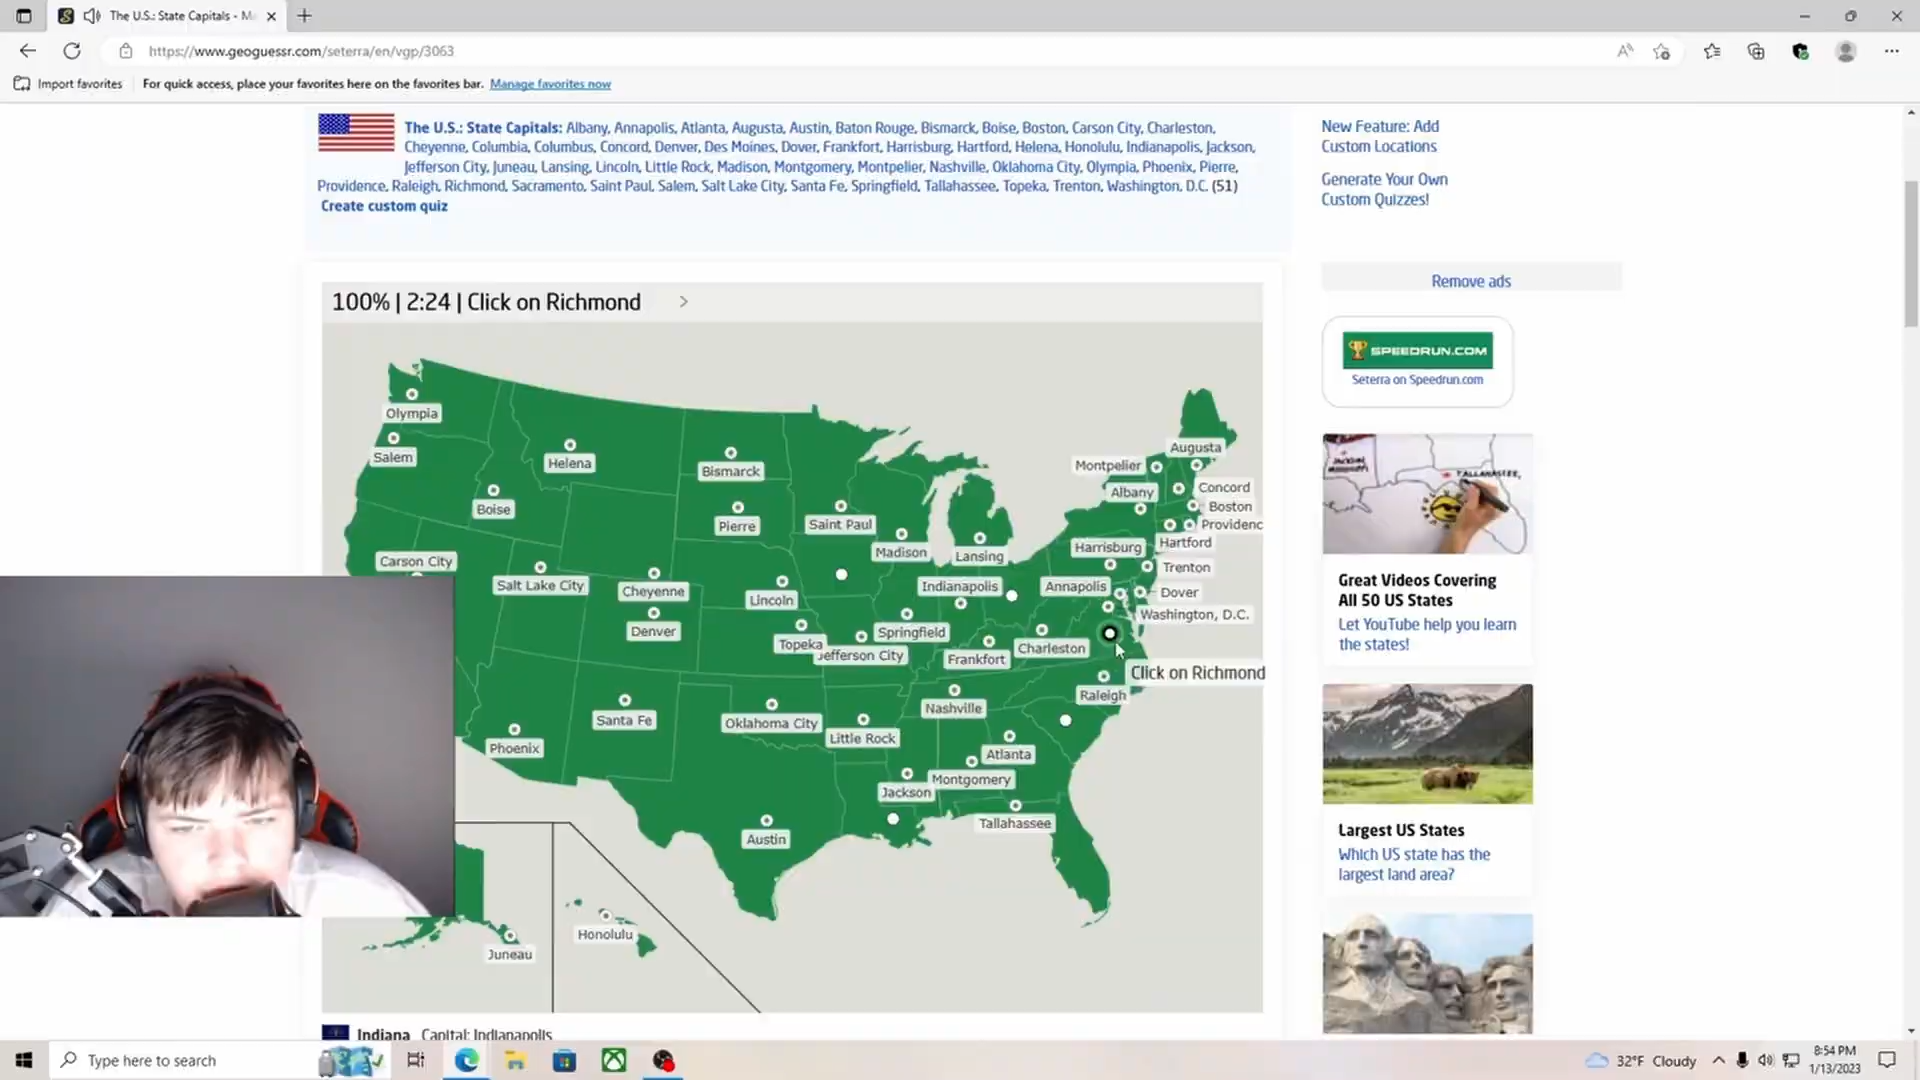 The U.S.: State Capitals - Ma
https://www.geoguessr.com/seterra/en/vgp/3063
Import favorites
For quick access, place your favorites here on the favorites bar. Manage favorites now
The U.S.: State Capitals: Albany, Annapolis, Atlanta, Augusta, Austin, Baton Rouge, Bismarck, Boise, Boston, Carson City, Charleston,
Cheyenne, Columbia, Columbus, Concord, Denver, Des Moines, Dover, Frankfort, Harrisburg, Hartford, Helena, Honolulu, Indianapolis, Jackson,
Jefferson City, Juneau, Lansing, Lincoln, Little Rock, Madison, Montgomery, Montpelier, Nashville, Oklahoma City, Olympia, Phoenix, Pierre,
Providence, Raleigh, Richmond, Sacramento, Saint Paul, Salem, Salt Lake City, Santa Fe, Springfield, Tallahassee, Topeka, Trenton, Washington, D.C. (51)
Create custom quiz
New Feature: Add
Custom Locations
Generate Your Own
Custom Quizzes!
Remove ads
100% | 2:24 | Click on Richmond >
SPEEDRUN.COM
Seterra on Speedrun.com
Olympia
Salem
Helena
Boise
Bismarck
Pierre
Saint Paul
Madison
Lansing
Augusta
Montpelier
Albany
Concord
Boston
Providenc
Hartford
Harrisburg
Trenton
Carson City
Salt Lake City
Cheyenne
Denver
Lincoln
Topeka
Jefferson City
Springfield
Indianapolis
Annapolis
Dover
Washington, D.C.
Frankfort
Charleston
Click on Richmond
Raleigh
Nashville
Santa Fe
Oklahoma City
Little Rock
Phoenix
Atlanta
Montgomery
Jackson
Tallahassee
Austin
Juneau
Honolulu
JACKSON,
MISSISSIPPI
TALLAHASSEE,
Great Videos Covering
All 50 US States
Let YouTube help you learn
the states!
Largest US States
Which US state has the
largest land area?
Indiana Capital: Indianapolis
Type here to search
32°F Cloudy
8:54 PM
1/13/2023